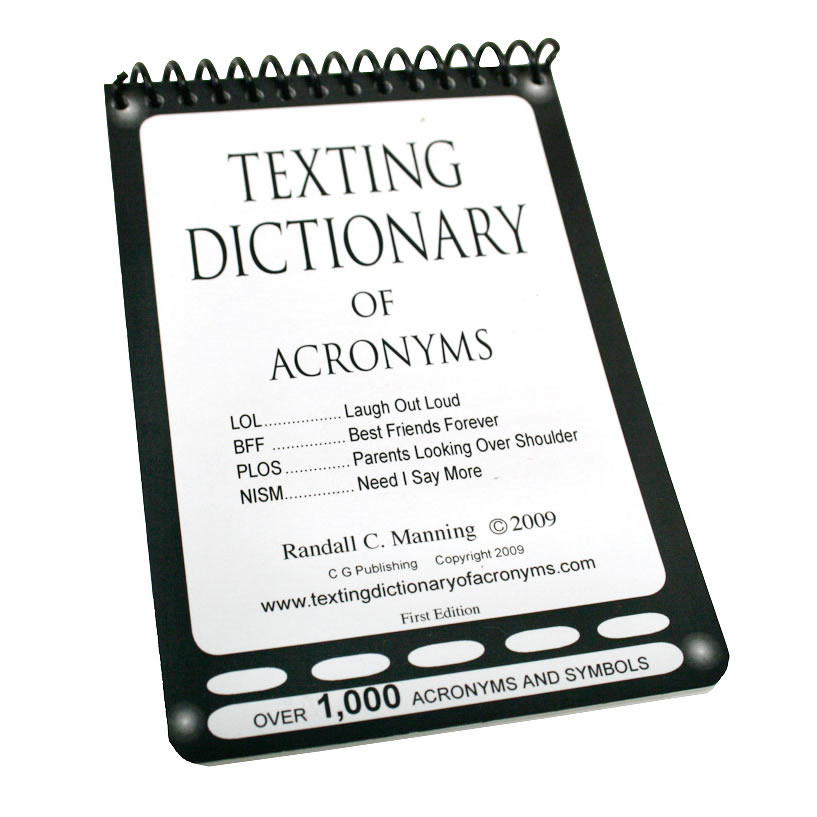 TEXTING
DICTIONARY
OF
ACRONYMS
LOL................. Laugh Out Loud
BFF ................ Best Friends Forever
PLOS .............. Parents Looking Over Shoulder
NISM............... Need I Say More
Randall C. Manning © 2009
C G Publishing Copyright 2009
www.textingdictionaryofacronyms.com
First Edition
OVER 1,000 ACRONYMS AND SYMBOLS